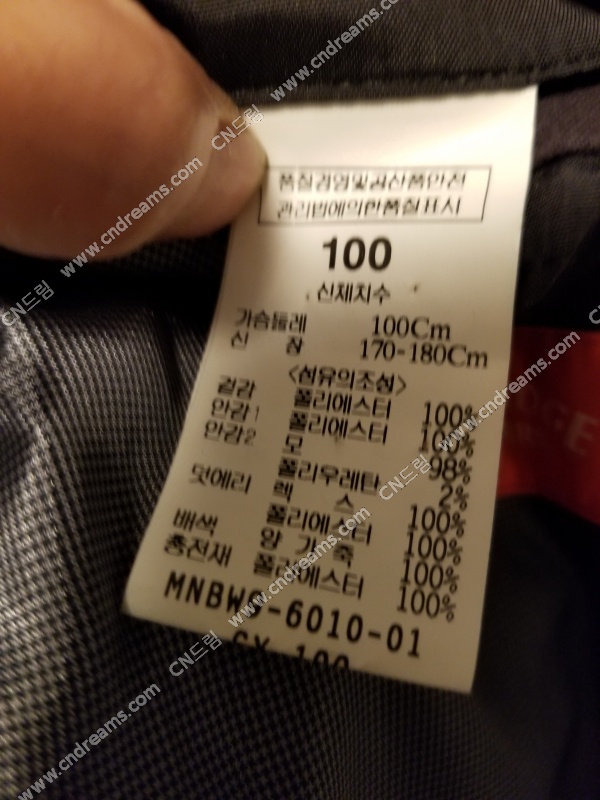 품질경영및공산품안전
관리법에의한품질표시
100
신체치수
가슴둘레 100Cm
신 장 170-180Cm
<섬유의조성>
겉감 폴리에스터 100%
안감1 폴리에스터 100%
안감2 모 98%
폴리우레탄 2%
덧에리 렉 스 100%
폴리에스터 100%
배색 양 가 죽 100%
충전재 폴리에스터 100%
MNBW9-6010-01
GY 100
CN드림 www.cndreams.com